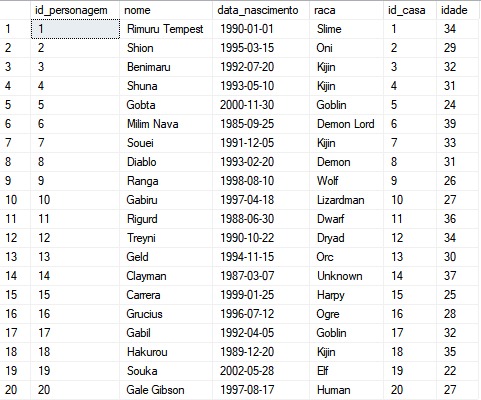 id_personagem nome data_nascimento raca id_casa idade
1 1 Rimuru Tempest 1990-01-01 Slime 1 34
2 2 Shion 1995-03-15 Oni 2 29
3 3 Benimaru 1992-07-20 Kijin 3 32
4 4 Shuna 1993-05-10 Kijin 4 31
5 5 Gobta 2000-11-30 Goblin 5 24
6 6 Milim Nava 1985-09-25 Demon Lord 6 39
7 7 Souei 1991-12-05 Kijin 7 33
8 8 Diablo 1993-02-20 Demon 8 31
9 9 Ranga 1998-08-10 Wolf 9 26
10 10 Gabiru 1997-04-18 Lizardman 10 27
11 11 Rigurd 1988-06-30 Dwarf 11 36
12 12 Treyni 1990-10-22 Dryad 12 34
13 13 Geld 1994-11-15 Orc 13 30
14 14 Clayman 1987-03-07 Unknown 14 37
15 15 Carrera 1999-01-25 Harpy 15 25
16 16 Grucius 1996-07-12 Ogre 16 28
17 17 Gabil 1992-04-05 Goblin 17 32
18 18 Hakurou 1989-12-20 Kijin 18 35
19 19 Souka 2002-05-28 Elf 19 22
20 20 Gale Gibson 1997-08-17 Human 20 27